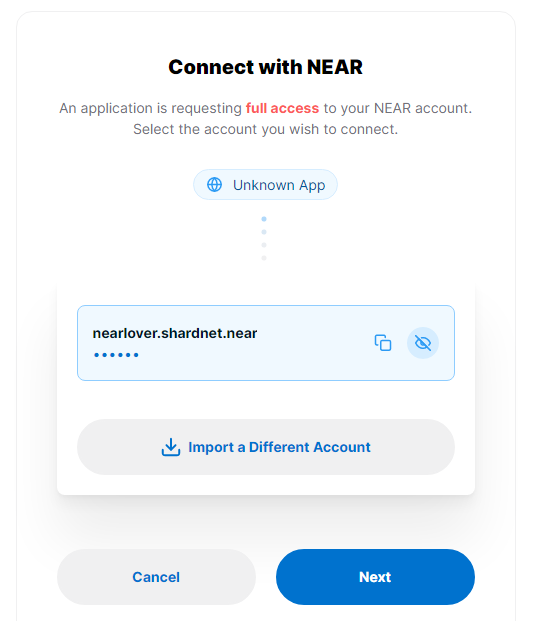 Connect with NEAR
An application is requesting full access to your NEAR account.
Select the account you wish to connect.
Unknown App
nearlover.shardnet.near
••••••
Import a Different Account
Cancel
Next